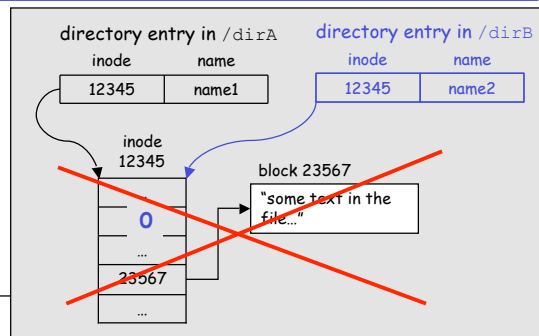 directory entry in /dirA
directory entry in /dirB
inode name
inode name
12345 name1
12345 name2
inode
12345
block 23567
"some text in the
file…"
0
…
23567
…